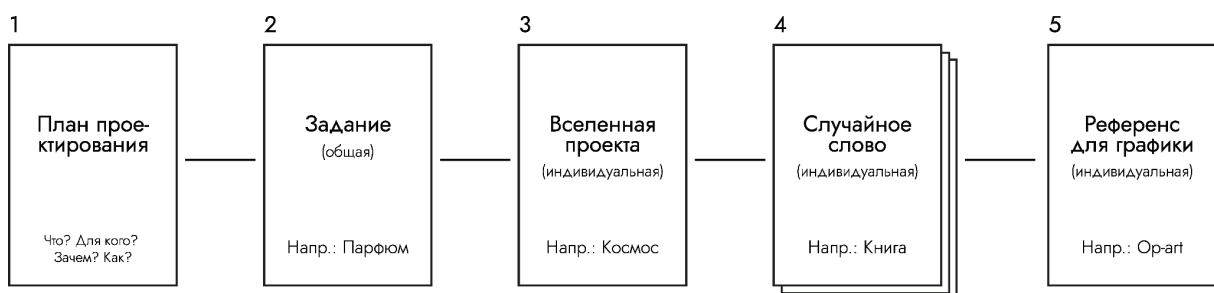 1
План прое-
ктирования
Что? Для кого?
Зачем? Как?
2
Задание
(общая)
Напр.: Парфюм
3
Вселенная
проекта
(индивидуальная)
Напр.: Космос
4
Случайное
слово
(индивидуальная)
Напр.: Книга
5
Референс
для графики
(индивидуальная)
Напр.: Op-art